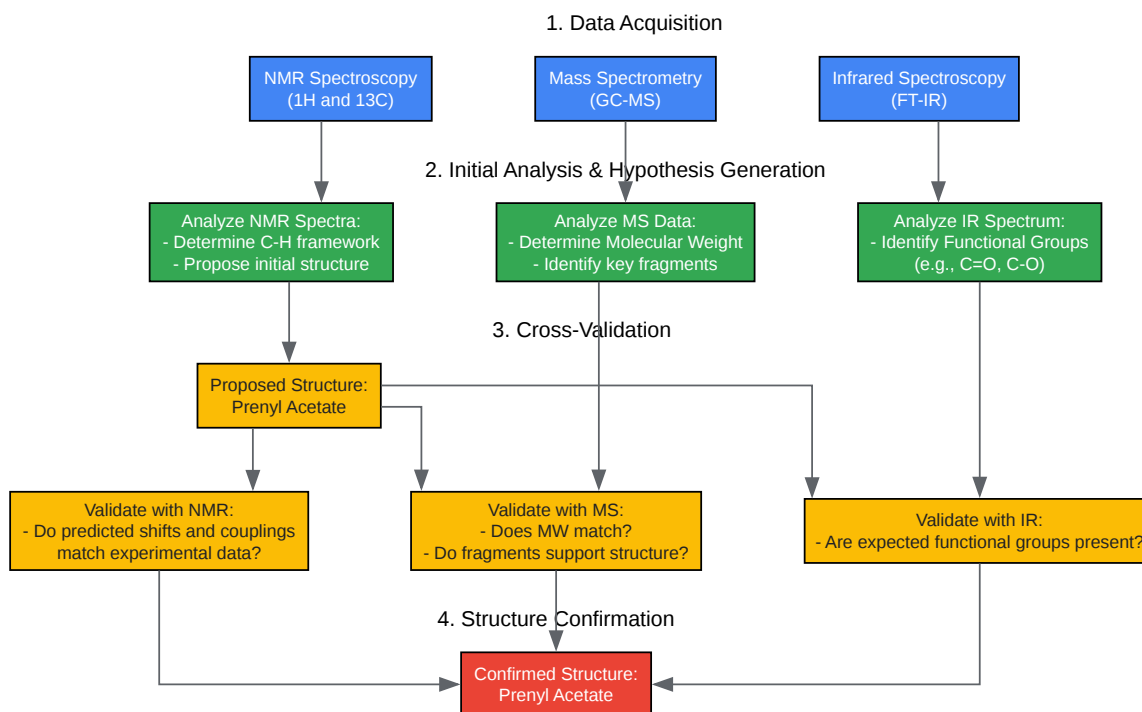 1. Data Acquisition
NMR Spectroscopy
(1H and 13C)
Mass Spectrometry
(GC-MS)
Infrared Spectroscopy
(FT-IR)
2. Initial Analysis & Hypothesis Generation
Analyze NMR Spectra:
- Determine C-H framework
- Propose initial structure
Analyze MS Data:
- Determine Molecular Weight
- Identify key fragments
Analyze IR Spectrum:
- Identify Functional Groups
(e.g., C=O, C-O)
3. Cross-Validation
Proposed Structure:
Prenyl Acetate
Validate with NMR:
- Do predicted shifts and couplings
match experimental data?
Validate with MS:
- Does MW match?
- Do fragments support structure?
Validate with IR:
- Are expected functional groups present?
4. Structure Confirmation
Confirmed Structure:
Prenyl Acetate